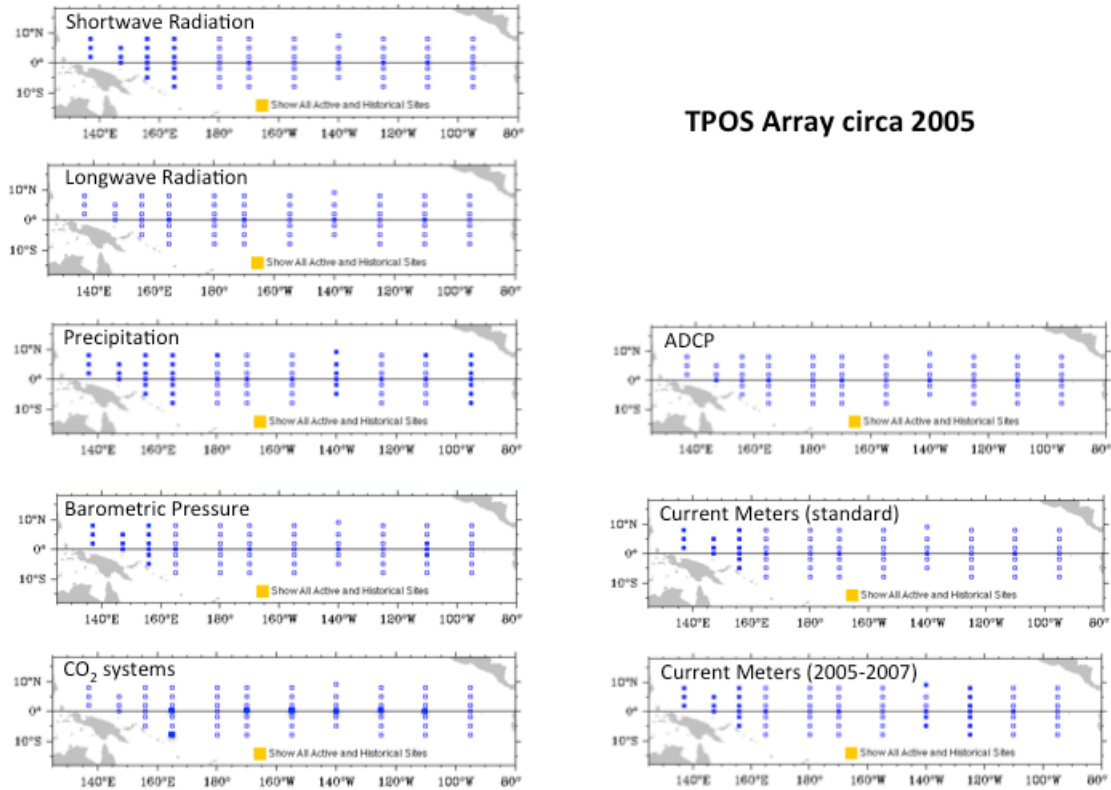 Shortwave Radiation
10°N
0°
10°S
Show All Active and Historical Sites
140°E 160°E 180° 160°W 140°W 120°W 100°W 80°
TPOS Array circa 2005
Longwave Radiation
10°N
0°
10°S
Show All Active and Historical Sites
140°E 160°E 180° 160°W 140°W 120°W 100°W 80°
Precipitation
10°N
0°
10°S
Show All Active and Historical Sites
140°E 160°E 180° 160°W 140°W 120°W 100°W 80°
ADCP
10°N
0°
10°S
Show All Active and Historical Sites
140°E 160°E 180° 160°W 140°W 120°W 100°W 80°
Barometric Pressure
10°N
0°
10°S
Show All Active and Historical Sites
140°E 160°E 180° 160°W 140°W 120°W 100°W 80°
Current Meters (standard)
10°N
0°
10°S
Show All Active and Historical Sites
140°E 160°E 180° 160°W 140°W 120°W 100°W 80°
CO₂ systems
10°N
0°
10°S
Show All Active and Historical Sites
140°E 160°E 180° 160°W 140°W 120°W 100°W 80°
Current Meters (2005-2007)
10°N
0°
10°S
Show All Active and Historical Sites
140°E 160°E 180° 160°W 140°W 120°W 100°W 80°